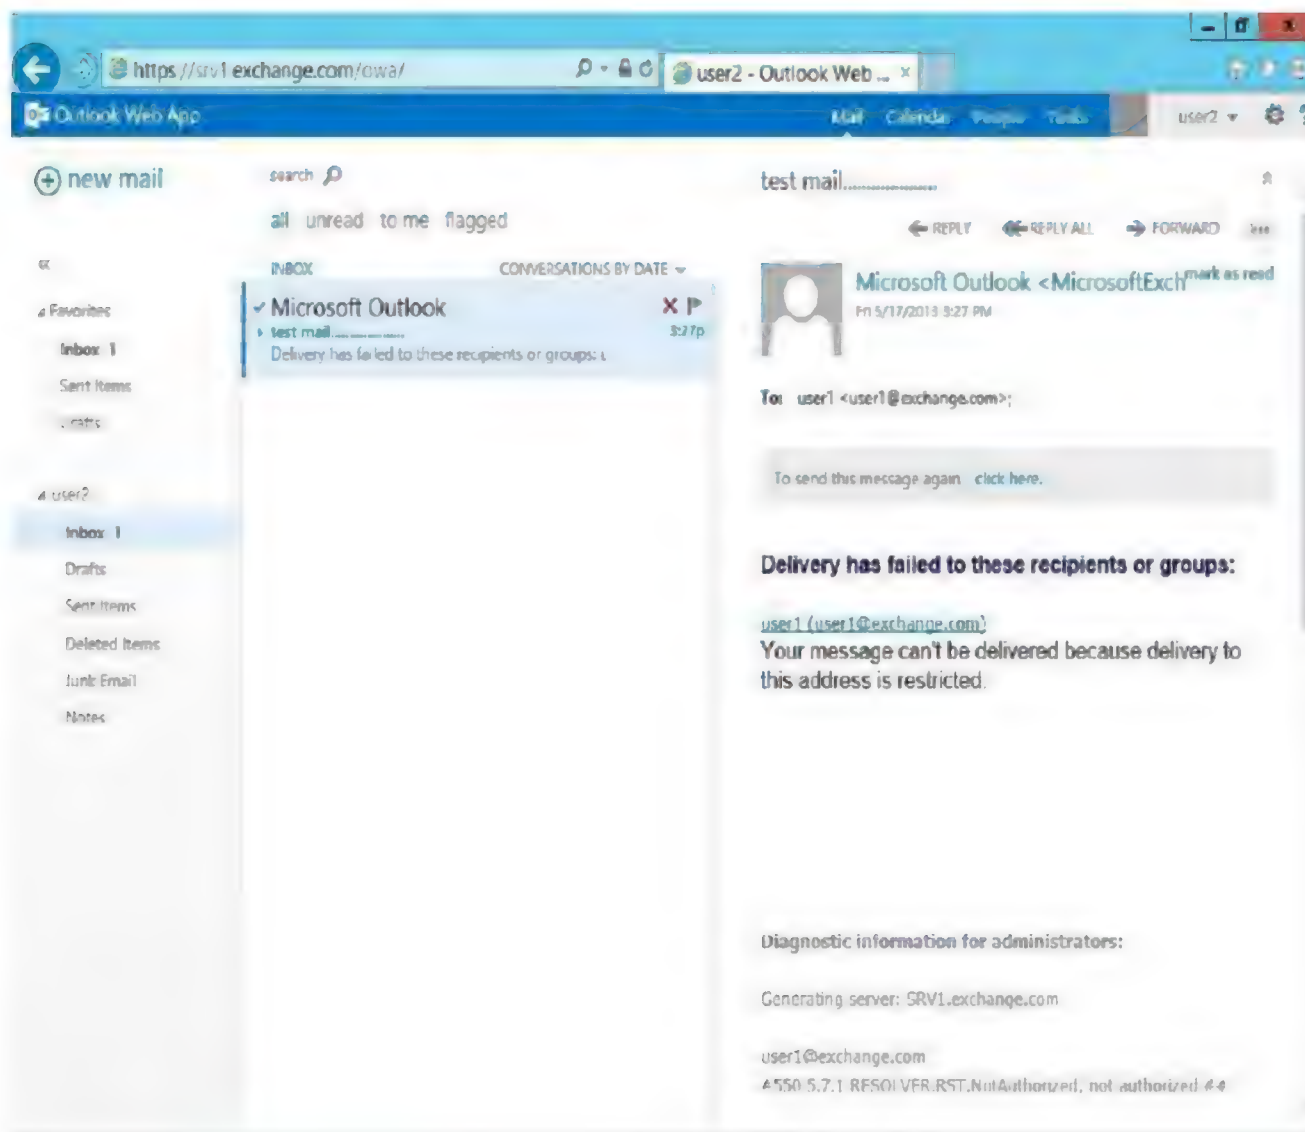 https://srv1.exchange.com/owa/
user2 - Outlook Web ... ×
Outlook Web App
Mail Calendar People Tasks
user2
new mail
search
all unread to me flagged
INBOX CONVERSATIONS BY DATE
Microsoft Outlook
test mail.....................
3:27p
Delivery has failed to these recipients or groups:
«
Favorites
Inbox 1
Sent Items
Drafts
user2
Inbox 1
Drafts
Sent Items
Deleted Items
Junk Email
Notes
test mail.....................
REPLY REPLY ALL FORWARD
mark as read
Microsoft Outlook <MicrosoftExch
Fri 5/17/2013 3:27 PM
To: user1 <user1@exchange.com>;
To send this message again click here.
Delivery has failed to these recipients or groups:
user1 (user1@exchange.com)
Your message can't be delivered because delivery to
this address is restricted.
Diagnostic information for administrators:
Generating server: SRV1.exchange.com
user1@exchange.com
#550 5.7.1 RESOLVER.RST.NotAuthorized; not authorized ##